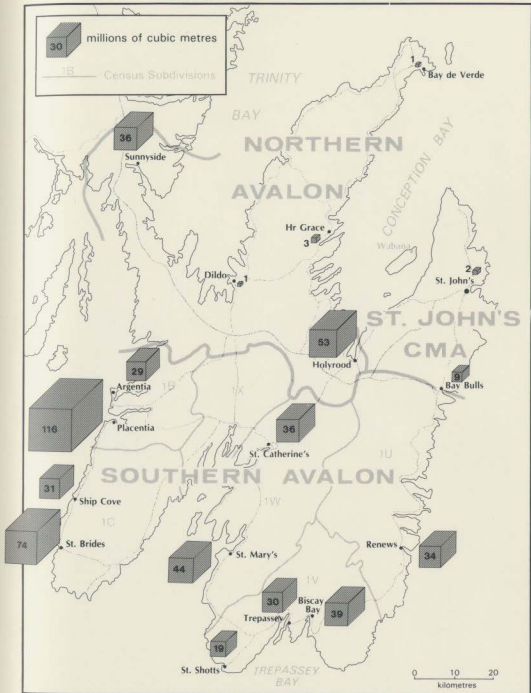 30 millions of cubic metres
1B Census Subdivisions
TRINITY
BAY
1
Bay de Verde
36
Sunnyside
NORTHERN
AVALON
CONCEPTION BAY
Hr Grace
3
Wabana
Dildo
1
2
St. John's
ST. JOHN'S
CMA
53
Holyrood
29
Argentia
9
Bay Bulls
1B
1X
116
Placentia
36
St. Catherine's
1U
SOUTHERN AVALON
31
Ship Cove
1W
1C
74
St. Brides
44
St. Mary's
Renews
34
1V
30
Biscay
Bay
39
Trepassey
19
St. Shotts
TREPASSEY
BAY
0 10 20
kilometres